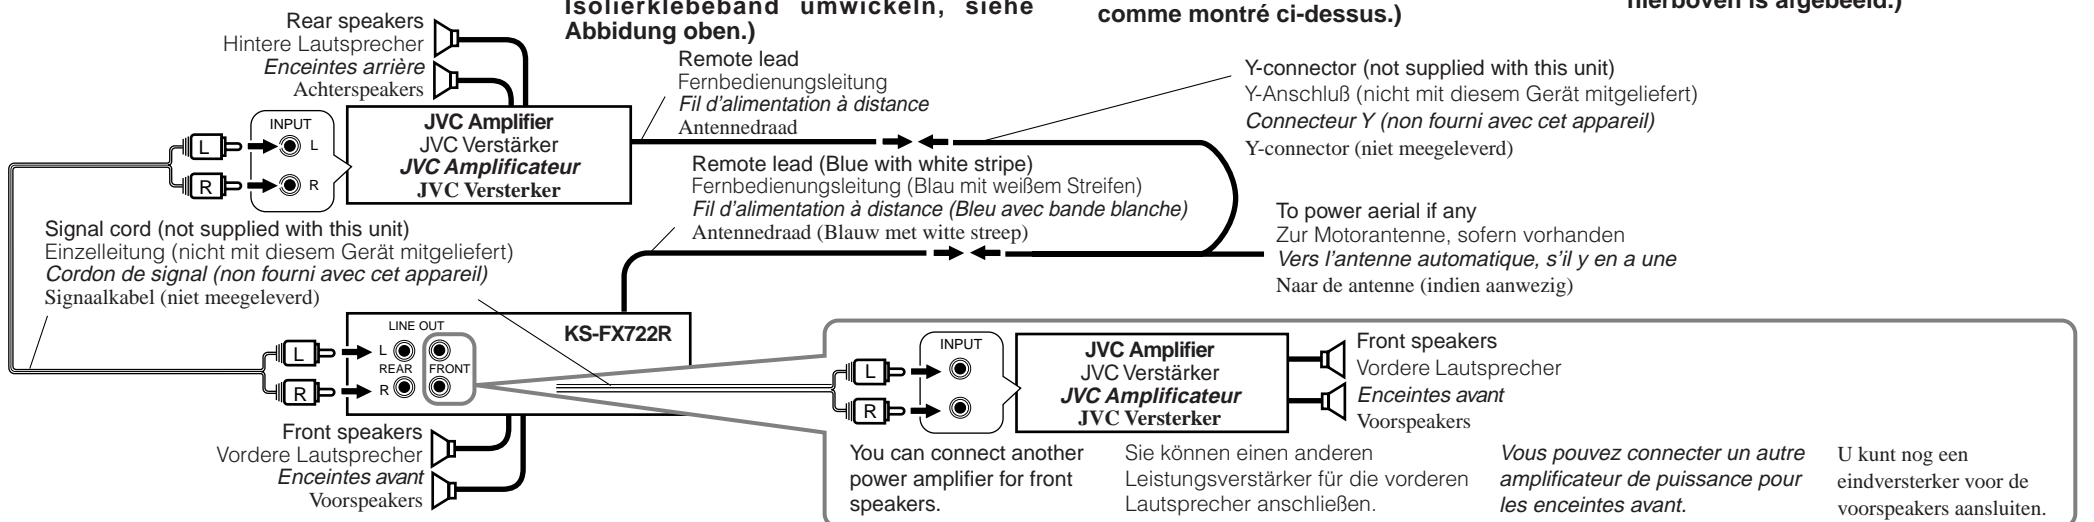 Isolierklebeband umwickeln, siehe
Abbidung oben.)
comme montré ci-dessus.)
hierboven is afgebeeld.)
Rear speakers
Hintere Lautsprecher
Enceintes arrière
Achterspeakers
INPUT
L
R
L
R
JVC Amplifier
JVC Verstärker
JVC Amplificateur
JVC Versterker
Remote lead
Fernbedienungsleitung
Fil d'alimentation à distance
Antennedraad
Y-connector (not supplied with this unit)
Y-Anschluß (nicht mit diesem Gerät mitgeliefert)
Connecteur Y (non fourni avec cet appareil)
Y-connector (niet meegeleverd)
Remote lead (Blue with white stripe)
Fernbedienungsleitung (Blau mit weißem Streifen)
Fil d'alimentation à distance (Bleu avec bande blanche)
Antennedraad (Blauw met witte streep)
To power aerial if any
Zur Motorantenne, sofern vorhanden
Vers l'antenne automatique, s'il y en a une
Naar de antenne (indien aanwezig)
Signal cord (not supplied with this unit)
Einzelleitung (nicht mit diesem Gerät mitgeliefert)
Cordon de signal (non fourni avec cet appareil)
Signaalkabel (niet meegeleverd)
LINE OUT
KS-FX722R
L
L
REAR
FRONT
R
R
Front speakers
Vordere Lautsprecher
Enceintes avant
Voorspeakers
INPUT
L
R
JVC Amplifier
JVC Verstärker
JVC Amplificateur
JVC Versterker
Front speakers
Vordere Lautsprecher
Enceintes avant
Voorspeakers
You can connect another
power amplifier for front
speakers.
Sie können einen anderen
Leistungsverstärker für die vorderen
Lautsprecher anschließen.
Vous pouvez connecter un autre
amplificateur de puissance pour
les enceintes avant.
U kunt nog een
eindversterker voor de
voorspeakers aansluiten.